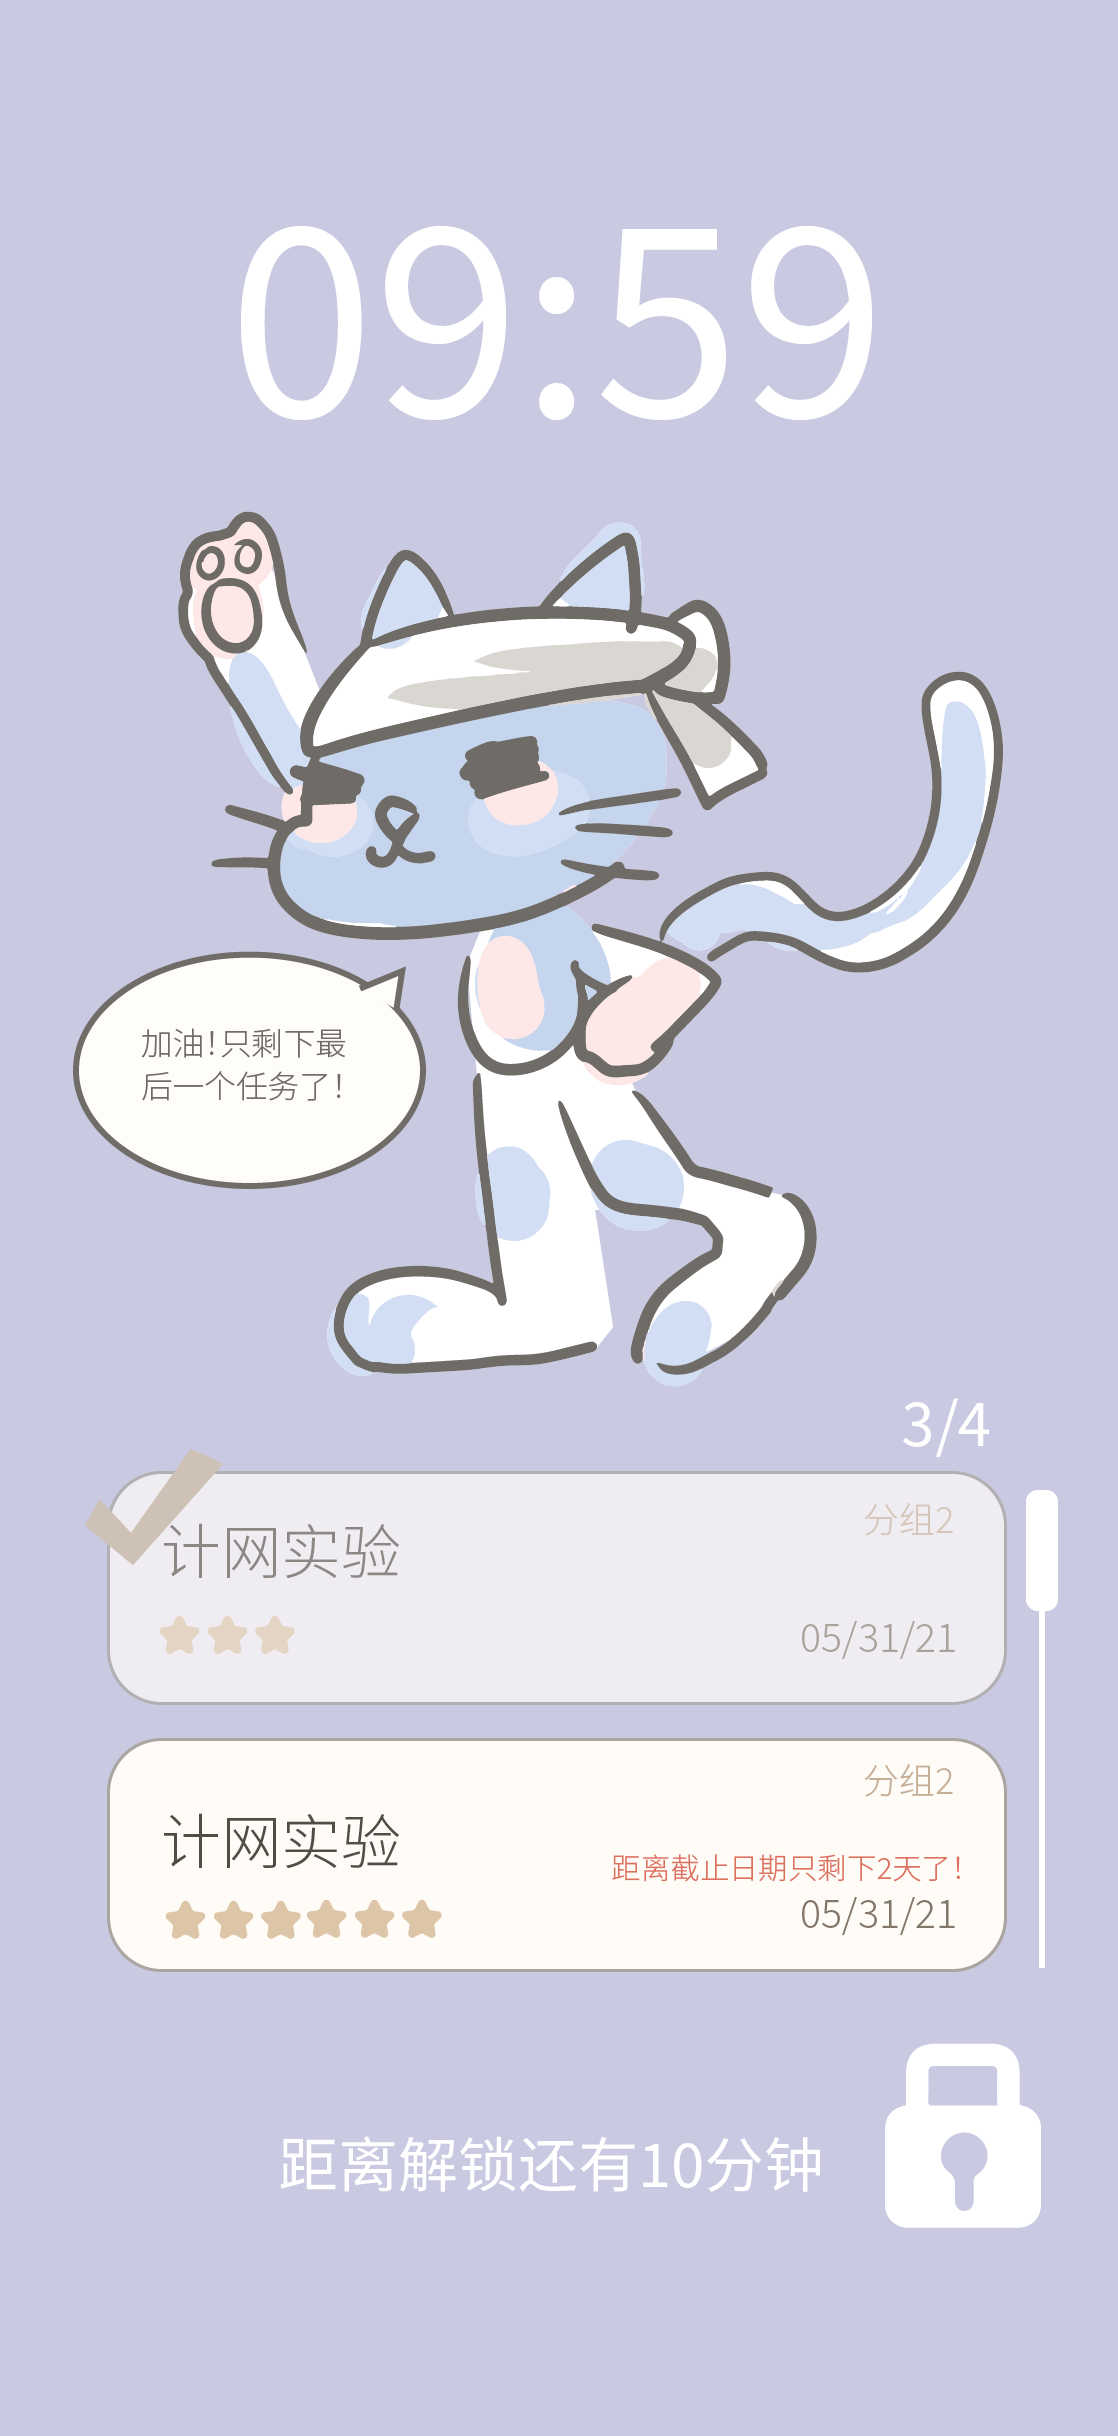 09:59
加油！只剩下最
后一个任务了！
3/4
分组2
计网实验
05/31/21
分组2
计网实验
距离截止日期只剩下2天了！
05/31/21
距离解锁还有10分钟